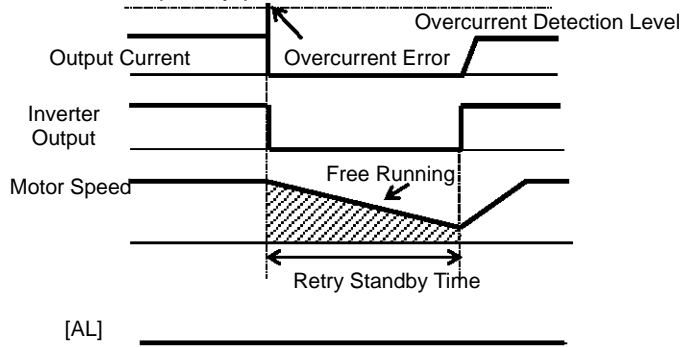 Overcurrent Detection Level
Output Current
Overcurrent Error
Inverter
Output
Free Running
Motor Speed
Retry Standby Time
[AL]